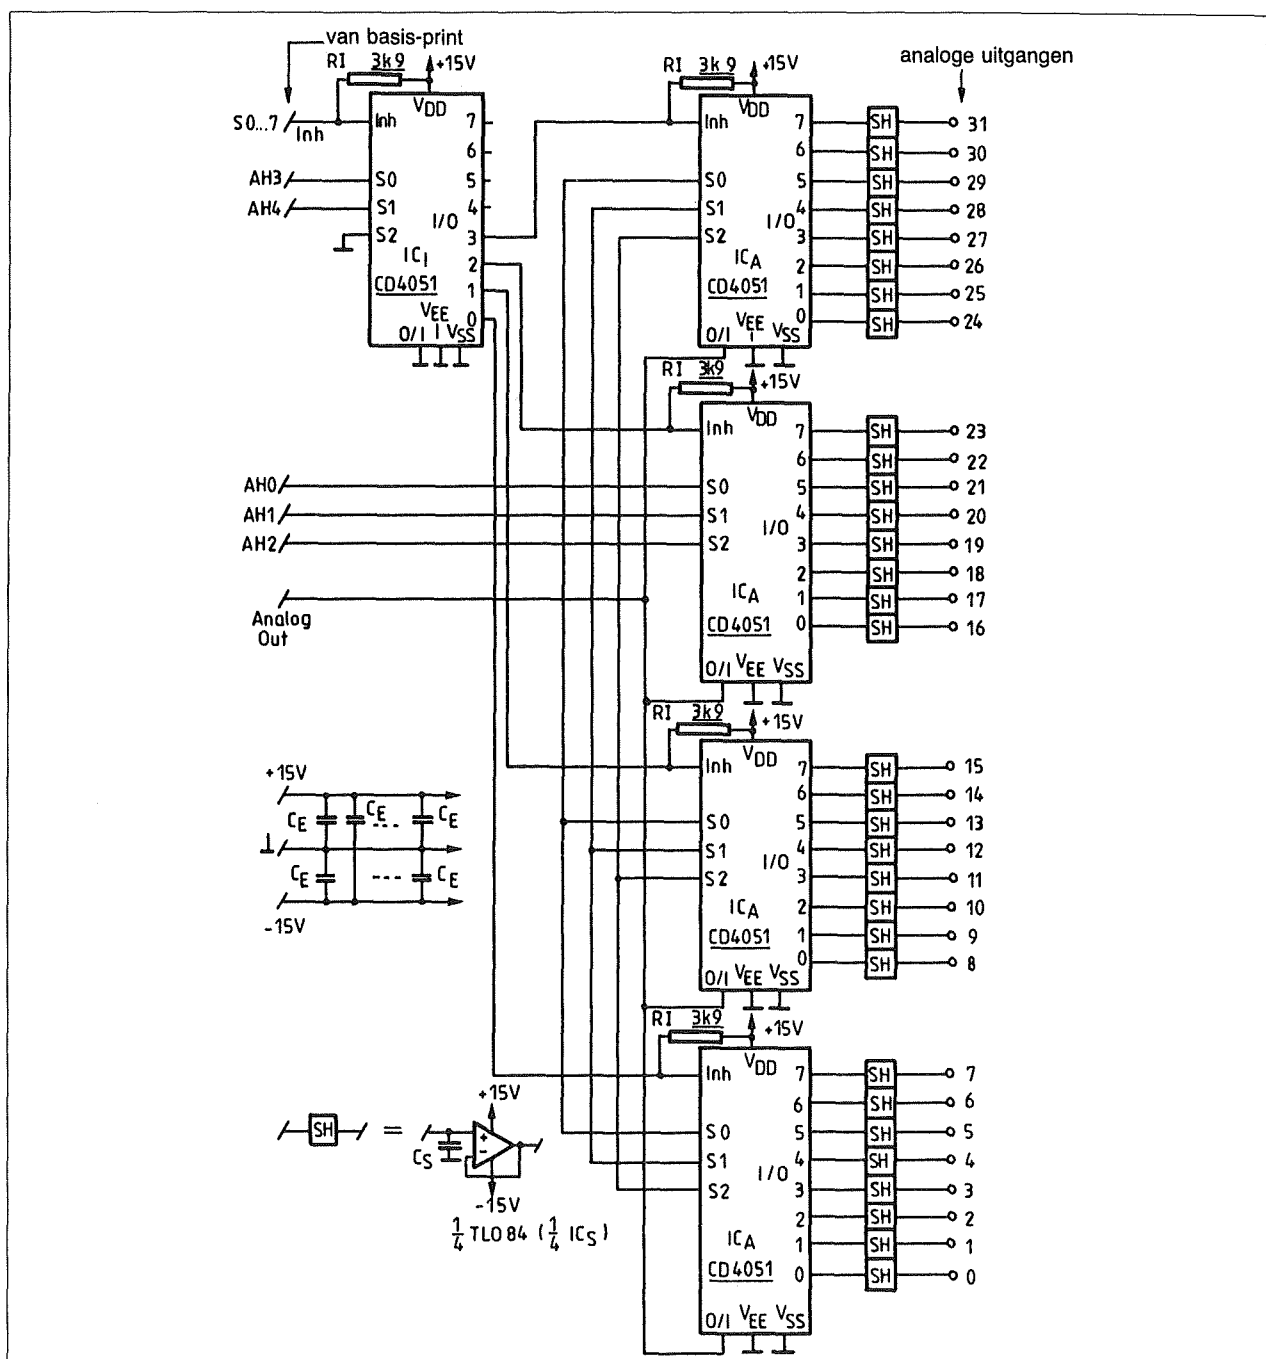 van basis-print
analoge uitgangen
RI 3k9 +15V
RI 3k9 +15V
S0...7 Inh
Inh VDD 7
6
AH3 S0 5
AH4 S1 4
I/O
S2 3
IC1 2
CD4051 1
VEE 0
O/I VSS
Inh VDD 7 SH 31
6 SH 30
S0 5 SH 29
S1 4 SH 28
S2 I/O 3 SH 27
ICA 2 SH 26
CD4051 1 SH 25
0 SH 24
O/I VEE VSS
RI 3k9 +15V
VDD
Inh 7 SH 23
6 SH 22
AH0 S0 5 SH 21
AH1 S1 4 SH 20
I/O
AH2 S2 3 SH 19
2 SH 18
ICA 1 SH 17
CD4051 0 SH 16
Analog
Out
O/I VEE VSS
RI 3k9 +15V
VDD
Inh 7 SH 15
6 SH 14
S0 5 SH 13
S1 4 SH 12
I/O
S2 3 SH 11
ICA 2 SH 10
CD4051 1 SH 9
0 SH 8
O/I VEE VSS
+15V
CE CE --- CE
⊥
CE --- CE
-15V
RI 3k9 +15V
VDD
Inh 7 SH 7
6 SH 6
S0 5 SH 5
S1 4 SH 4
I/O
S2 3 SH 3
2 SH 2
ICA 1 SH 1
CD4051 0 SH 0
O/I VEE VSS
+15V
SH = CS + -
-15V
1/4 TL084 (1/4 ICS)